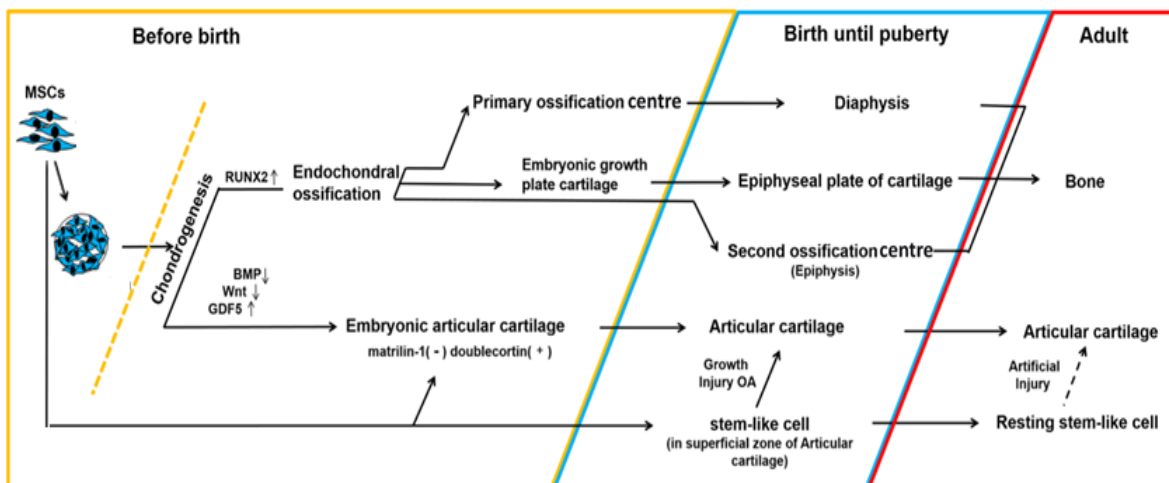 Before birth
Birth until puberty
Adult
MSCs
Primary ossification centre
Diaphysis
Chondrogenesis
RUNX2↑
Endochondral
ossification
Embryonic growth
plate cartilage
Epiphyseal plate of cartilage
Bone
Second ossification centre
(Epiphysis)
BMP↓
Wnt ↓
GDF5 ↑
Embryonic articular cartilage
matrilin-1( - ) doublecortin( + )
Articular cartilage
Articular cartilage
Growth
Injury OA
Artificial
Injury
stem-like cell
(in superficial zone of Articular
cartilage)
Resting stem-like cell